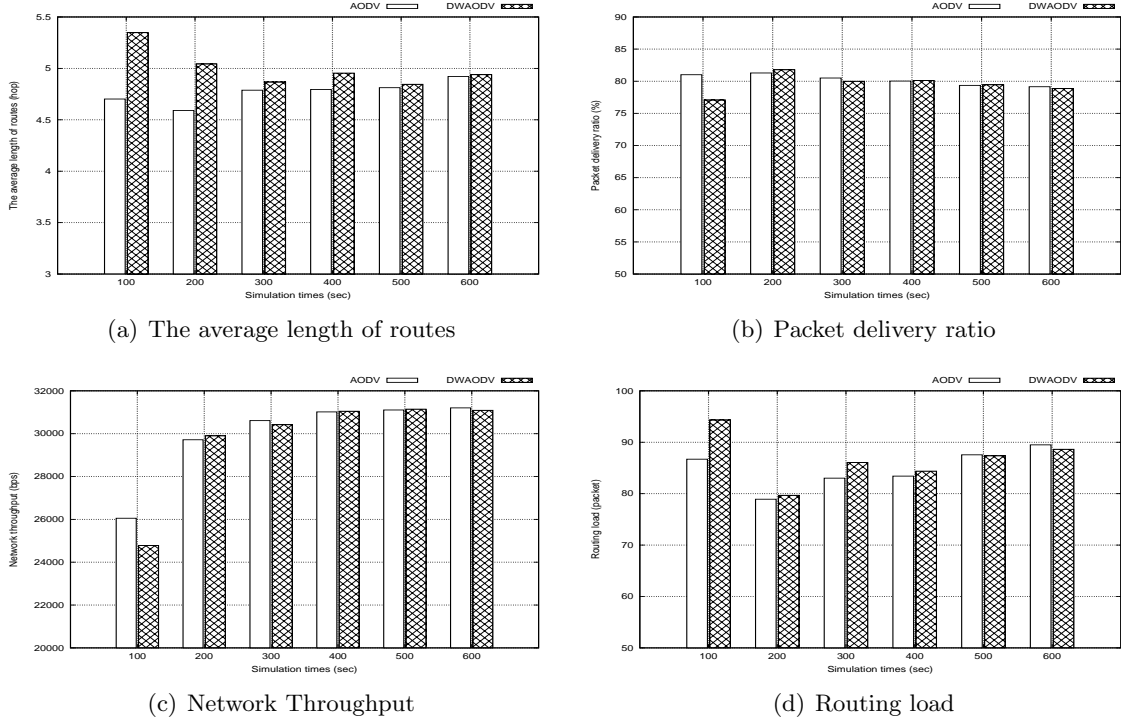 AODV DWAODV
5.5
5
4.5
4
3.5
3
The average length of routes (hop)
100 200 300 400 500 600
Simulation times (sec)
(a) The average length of routes
AODV DWAODV
90
85
80
75
70
65
60
55
50
Packet delivery ratio (%)
100 200 300 400 500 600
Simulation times (sec)
(b) Packet delivery ratio
AODV DWAODV
32000
30000
28000
26000
24000
22000
20000
Network throughput (bps)
100 200 300 400 500 600
Simulation times (sec)
(c) Network Throughput
AODV DWAODV
100
90
80
70
60
50
Routing load (packet)
100 200 300 400 500 600
Simulation times (sec)
(d) Routing load